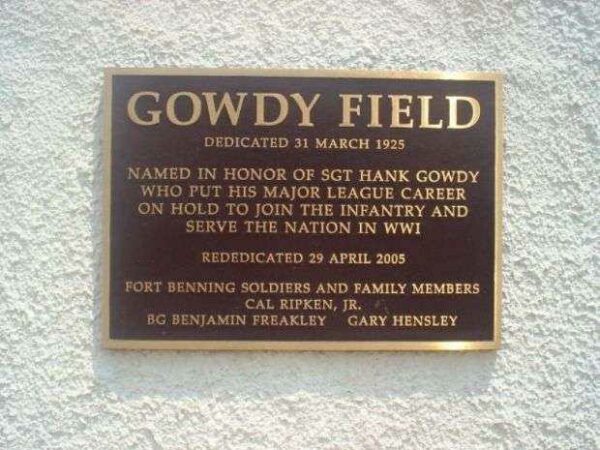 GOWDY FIELD
DEDICATED 31 MARCH 1925
NAMED IN HONOR OF SGT HANK GOWDY
WHO PUT HIS MAJOR LEAGUE CAREER
ON HOLD TO JOIN THE INFANTRY AND
SERVE THE NATION IN WWI
REDEDICATED 29 APRIL 2005
FORT BENNING SOLDIERS AND FAMILY MEMBERS
CAL RIPKEN, JR.
BG BENJAMIN FREAKLEY GARY HENSLEY